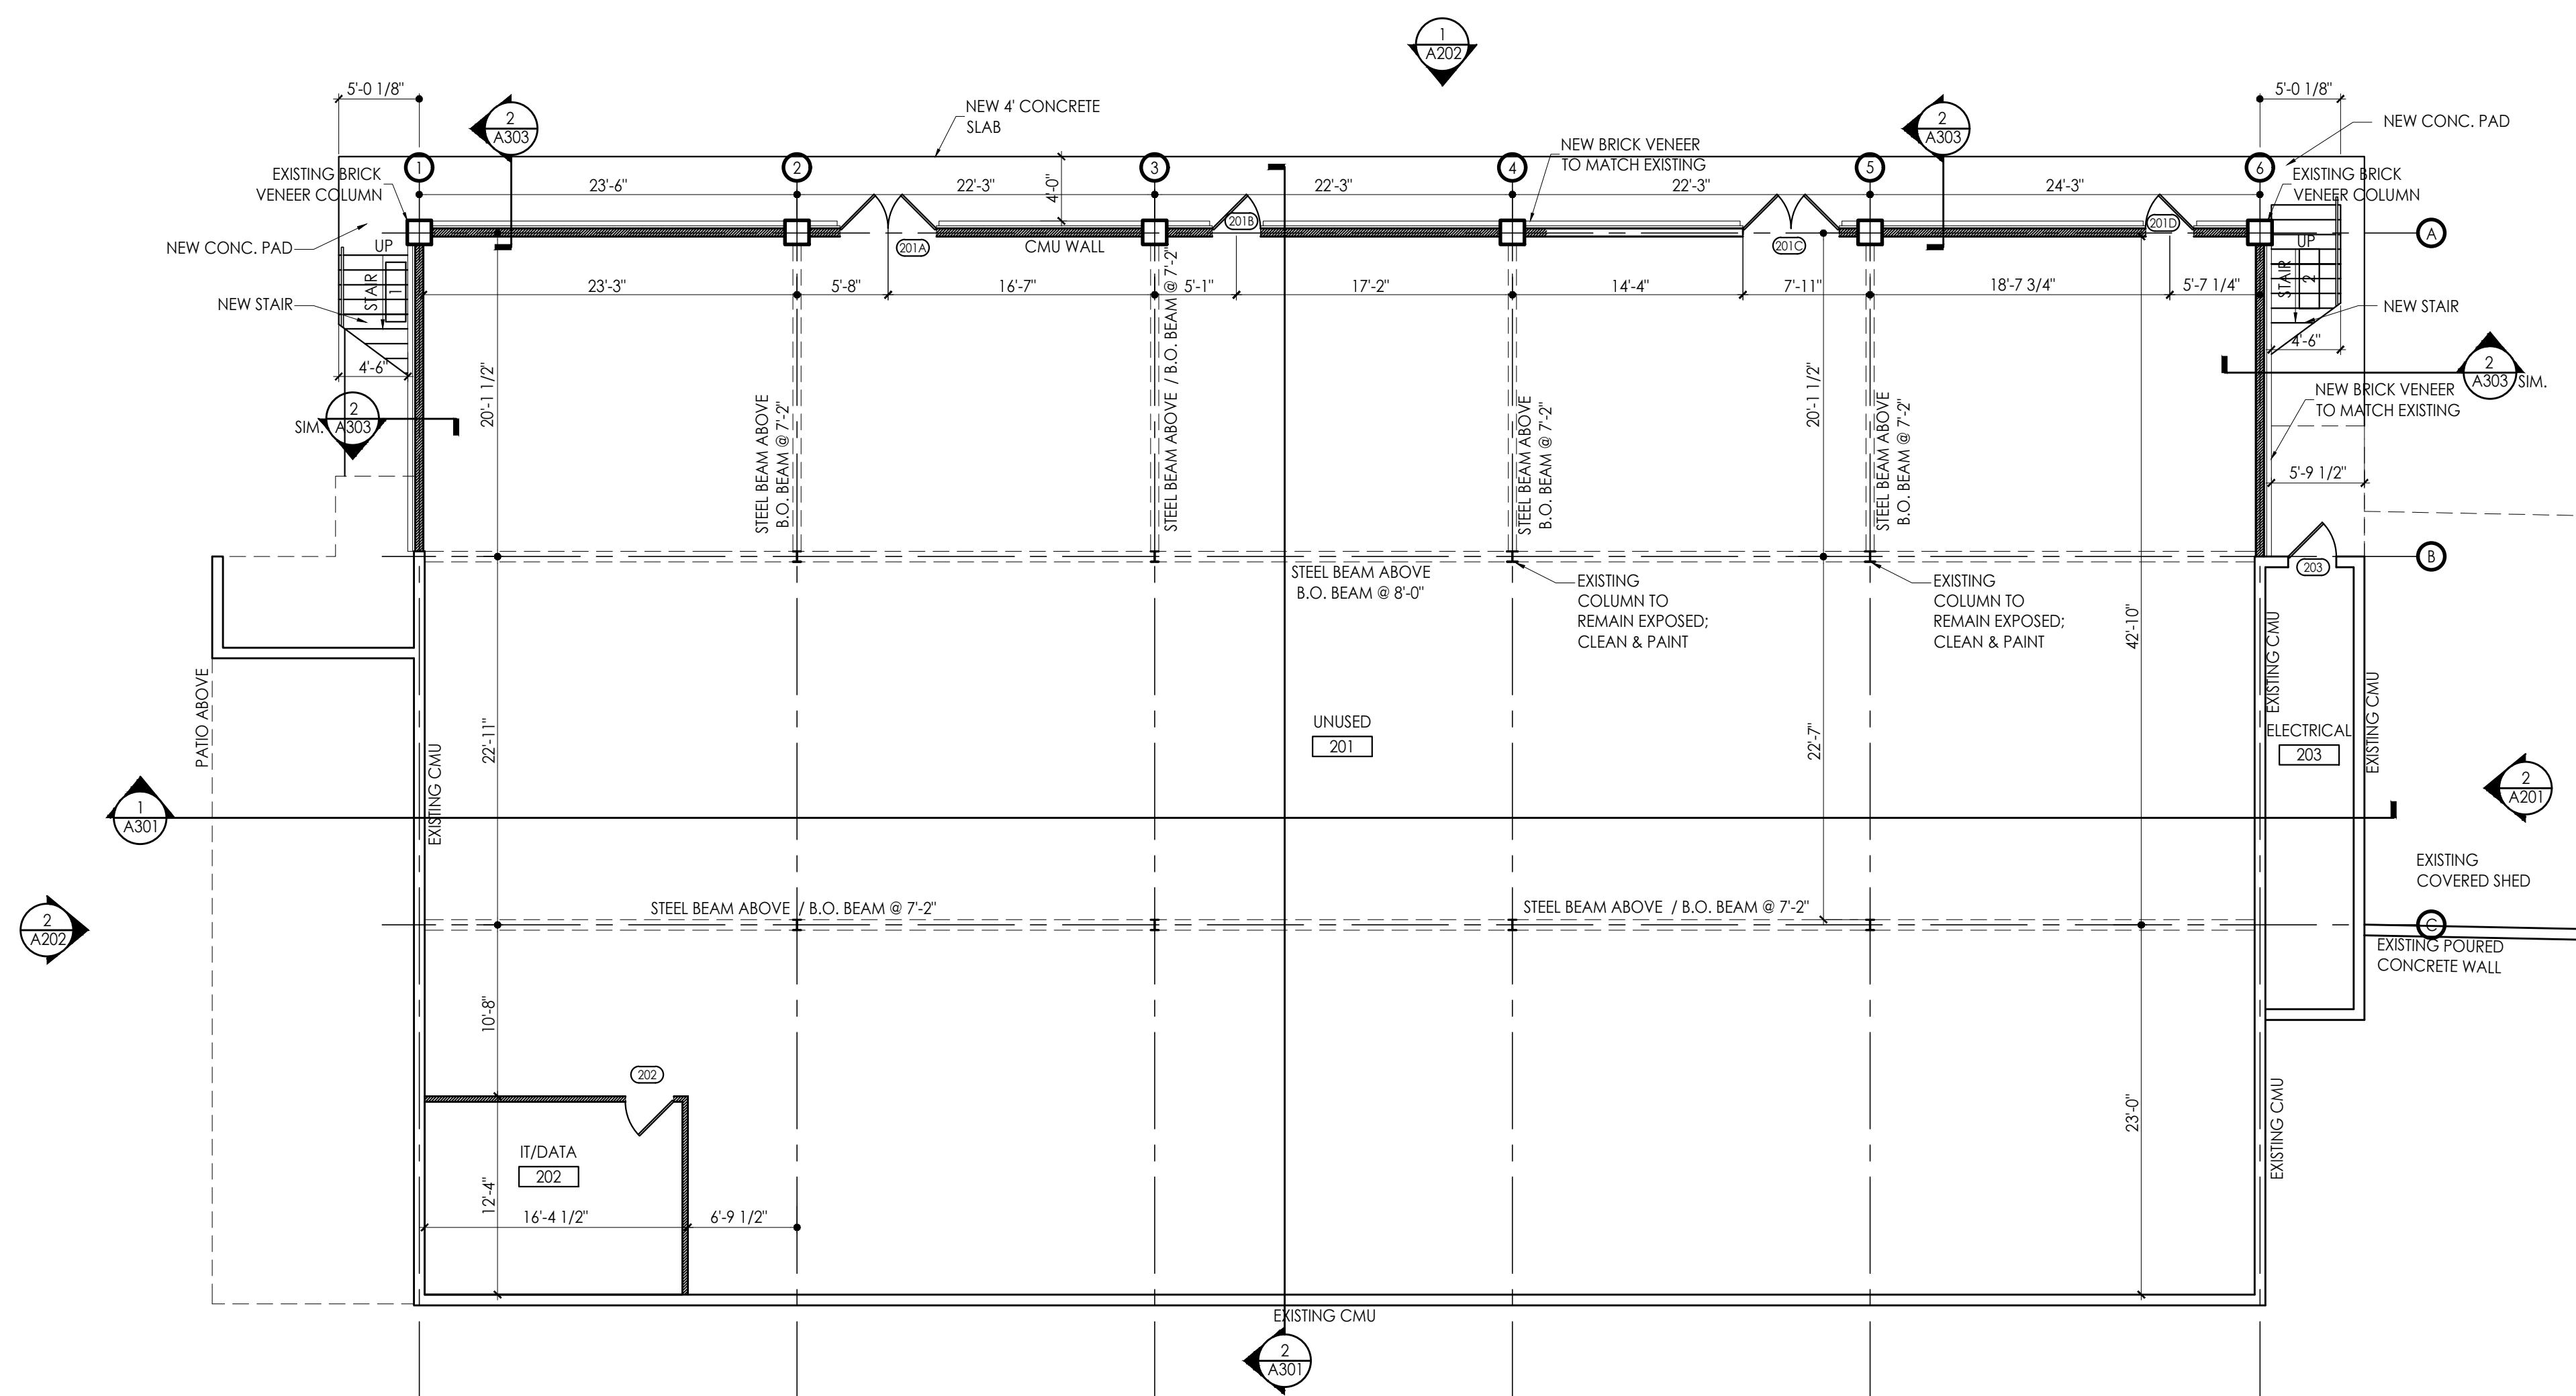 1
A202
5'-0 1/8"
5'-0 1/8"
2
A303
NEW 4' CONCRETE
SLAB
2
A303
NEW CONC. PAD
NEW BRICK VENEER
TO MATCH EXISTING
EXISTING BRICK
VENEER COLUMN
1
2
3
4
5
6
EXISTING BRICK
VENEER COLUMN
23'-6"
22'-3"
4'-0"
22'-3"
22'-3"
24'-3"
NEW CONC. PAD
UP
201A
CMU WALL
201B
201C
201D
UP
A
STAIR
1
NEW STAIR
23'-3"
5'-8"
16'-7"
5'-1"
17'-2"
14'-4"
7'-11"
18'-7 3/4"
5'-7 1/4"
STAIR
2
NEW STAIR
4'-6"
4'-6"
20'-1 1/2"
20'-1 1/2"
2
A303
SIM.
2
A303
SIM.
STEEL BEAM ABOVE
B.O. BEAM @ 7'-2"
STEEL BEAM ABOVE / B.O. BEAM @ 7'-2"
STEEL BEAM ABOVE
B.O. BEAM @ 7'-2"
STEEL BEAM ABOVE
B.O. BEAM @ 7'-2"
NEW BRICK VENEER
TO MATCH EXISTING
5'-9 1/2"
B
203
STEEL BEAM ABOVE
B.O. BEAM @ 8'-0"
EXISTING
COLUMN TO
REMAIN EXPOSED;
CLEAN & PAINT
EXISTING
COLUMN TO
REMAIN EXPOSED;
CLEAN & PAINT
42'-10"
EXISTING CMU
EXISTING CMU
PATIO ABOVE
22'-11"
UNUSED
201
22'-7"
ELECTRICAL
203
EXISTING CMU
1
A301
2
A201
EXISTING
COVERED SHED
2
A202
STEEL BEAM ABOVE / B.O. BEAM @ 7'-2"
STEEL BEAM ABOVE / B.O. BEAM @ 7'-2"
C
EXISTING POURED
CONCRETE WALL
10'-8"
202
IT/DATA
202
12'-4"
16'-4 1/2"
6'-9 1/2"
23'-0"
EXISTING CMU
EXISTING CMU
2
A301